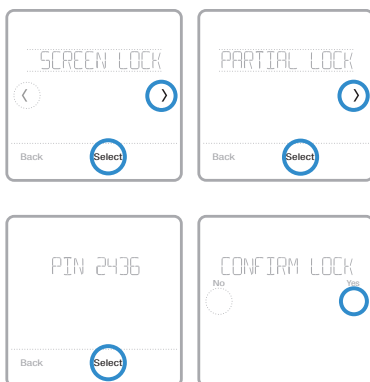 SCREEN LOCK
Back Select
PARTIAL LOCK
Back Select
PIN 2436
Back Select
CONFIRM LOCK
No Yes